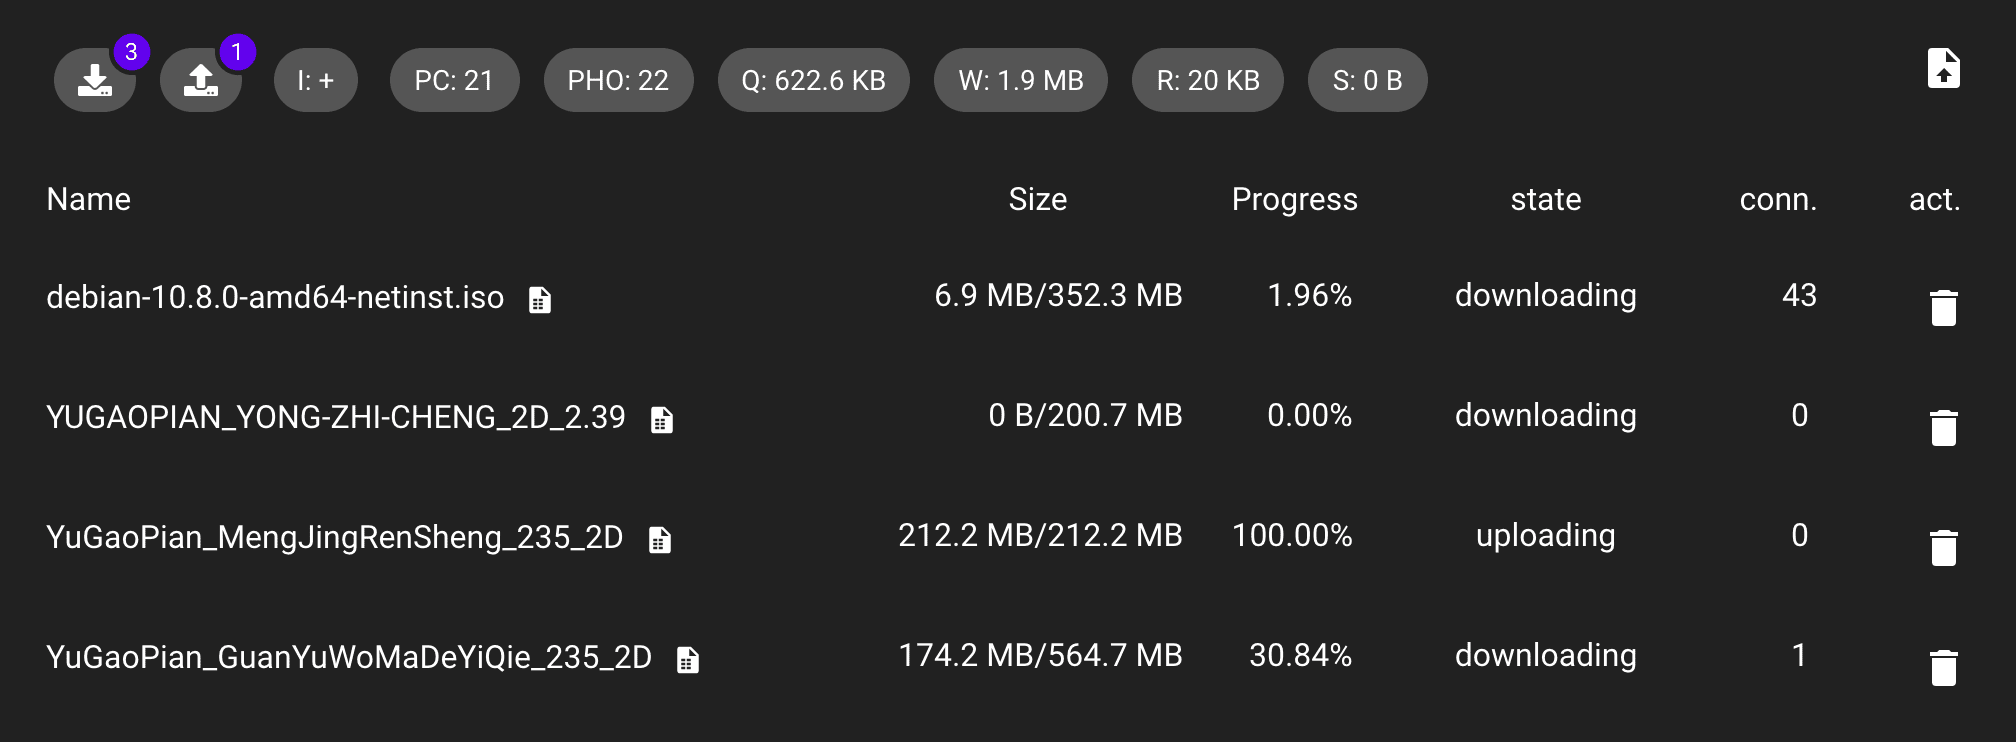 3 1 I: + PC: 21 PHO: 22 Q: 622.6 KB W: 1.9 MB R: 20 KB S: 0 B
Name Size Progress state conn. act.
debian-10.8.0-amd64-netinst.iso 6.9 MB/352.3 MB 1.96% downloading 43
YUGAOPIAN_YONG-ZHI-CHENG_2D_2.39 0 B/200.7 MB 0.00% downloading 0
YuGaoPian_MengJingRenSheng_235_2D 212.2 MB/212.2 MB 100.00% uploading 0
YuGaoPian_GuanYuWoMaDeYiQie_235_2D 174.2 MB/564.7 MB 30.84% downloading 1